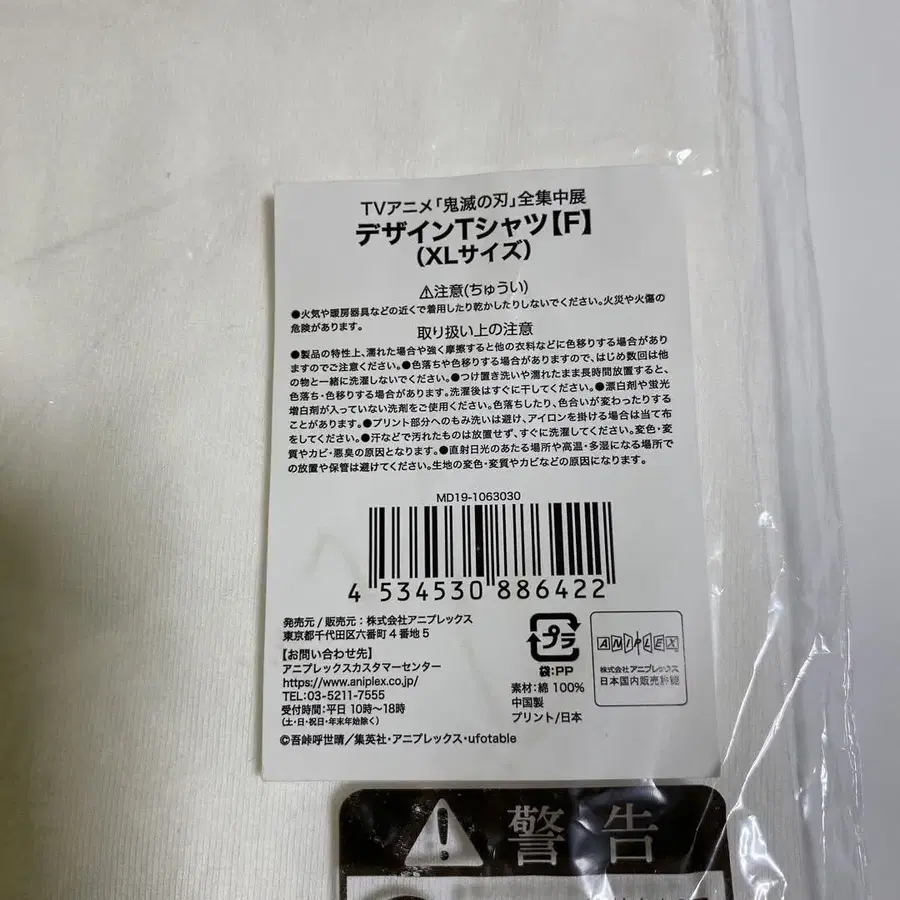 TVアニメ「鬼滅の刃」全集中展
デザインTシャツ【F】
（XLサイズ）
⚠注意(ちゅうい)
●火気や暖房器具などの近くで着用したり乾かしたりしないでください。火災や火傷の
危険があります。
取り扱い上の注意
●製品の特性上、濡れた場合や強く摩擦すると他の衣料などに色移りする場合があり
ますのでご注意ください。●色落ちや色移りする場合がありますので、はじめ数回は他
の物と一緒に洗濯しないでください。●つけ置き洗いや濡れたまま長時間放置すると、
色落ち・色移りする場合があります。洗濯後はすぐに干してください。●漂白剤や蛍光
増白剤が入っていない洗剤をご使用ください。色落ちしたり、色合いが変わったりする
ことがあります。●プリント部分へのもみ洗いは避け、アイロンを掛ける場合は当て布
をしてください。●汗などで汚れたものは放置せず、すぐに洗濯してください。変色・変
質やカビ・悪臭の原因となります。●直射日光のあたる場所や高温・多湿になる場所で
の放置や保管は避けてください。生地の変色・変質やカビなどの原因になります。
MD19-1063030
4 534530 886422
発売元 / 販売元：株式会社アニプレックス
東京都千代田区六番町4番地5
【お問い合わせ先】
アニプレックスカスタマーセンター
https://www.aniplex.co.jp/
TEL:03-5211-7555
受付時間：平日 10時〜18時
（土・日・祝日・年末年始除く）
©吾峠呼世晴／集英社・アニプレックス・ufotable
プラ
袋:PP
素材：綿 100%
中国製
プリント/日本
ANIPLEX
株式会社アニプレックス
日本国内販売
警告